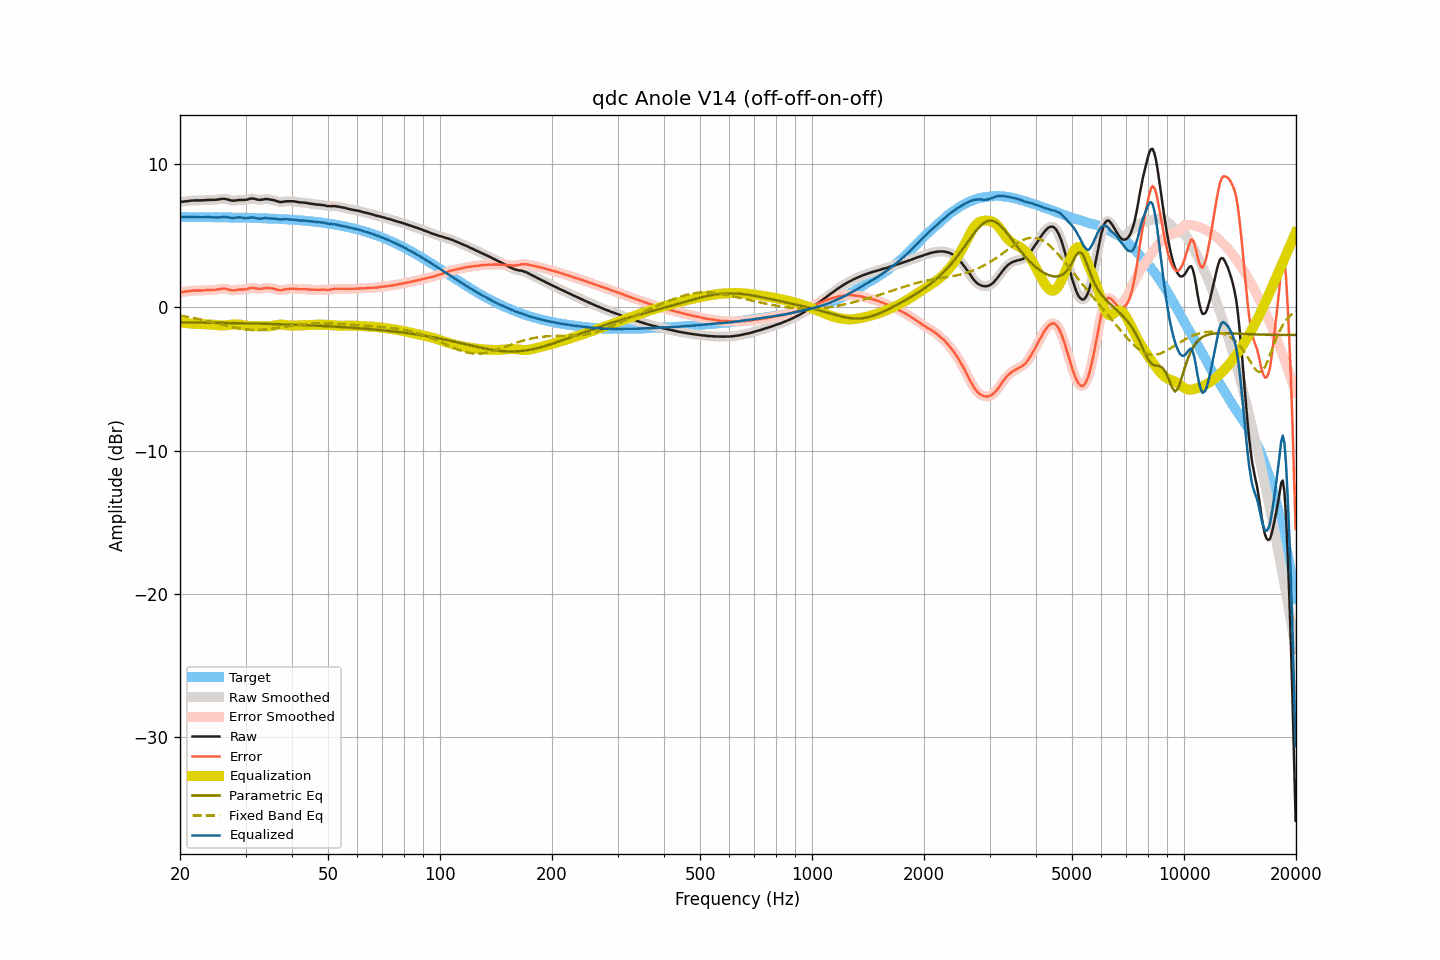 qdc Anole V14 (off-off-on-off)
10
0
−10
−20
−30
Amplitude (dBr)
Target
Raw Smoothed
Error Smoothed
Raw
Error
Equalization
Parametric Eq
Fixed Band Eq
Equalized
20 50 100 200 500 1000 2000 5000 10000 20000
Frequency (Hz)